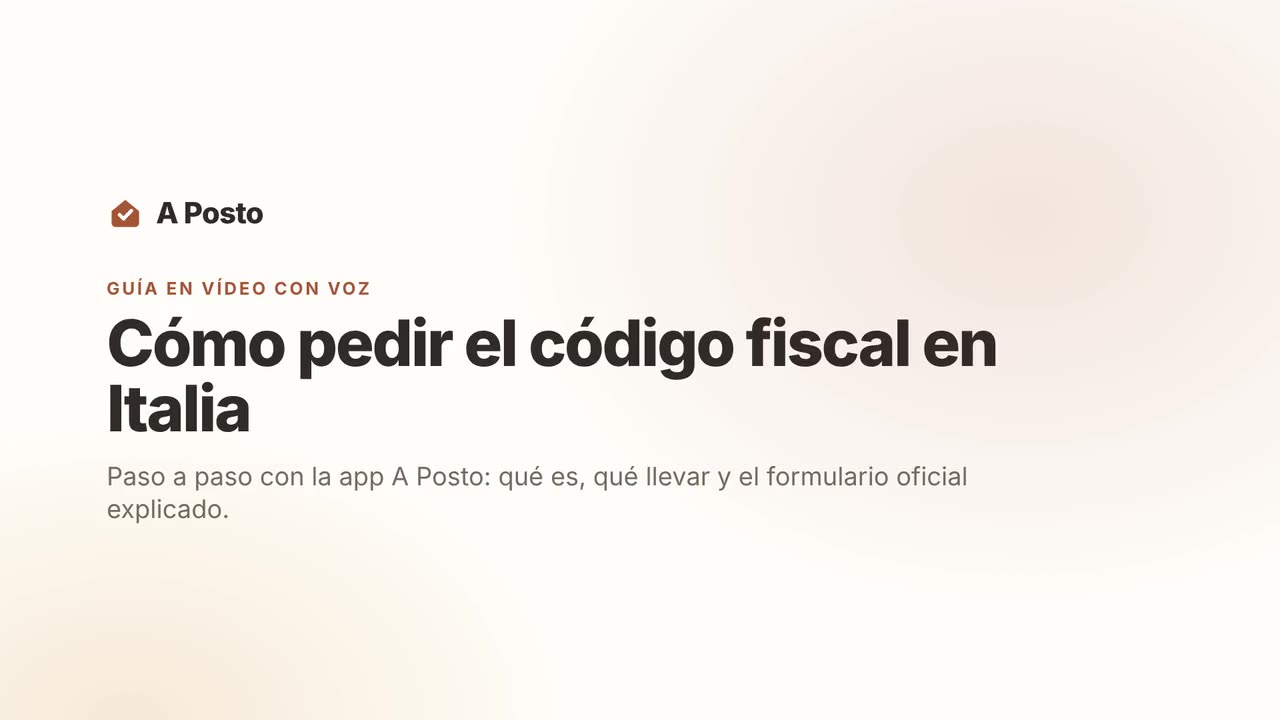 A Posto
GUÍA EN VÍDEO CON VOZ
Cómo pedir el código fiscal en
Italia
Paso a paso con la app A Posto: qué es, qué llevar y el formulario oficial
explicado.